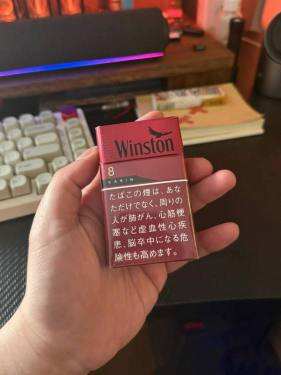 Winston
8
CABIN
たばこの煙は、あな
ただけでなく、周りの
人が肺がん、心筋梗
塞など虚血性心疾
患、脳卒中になる危
険性も高めます。